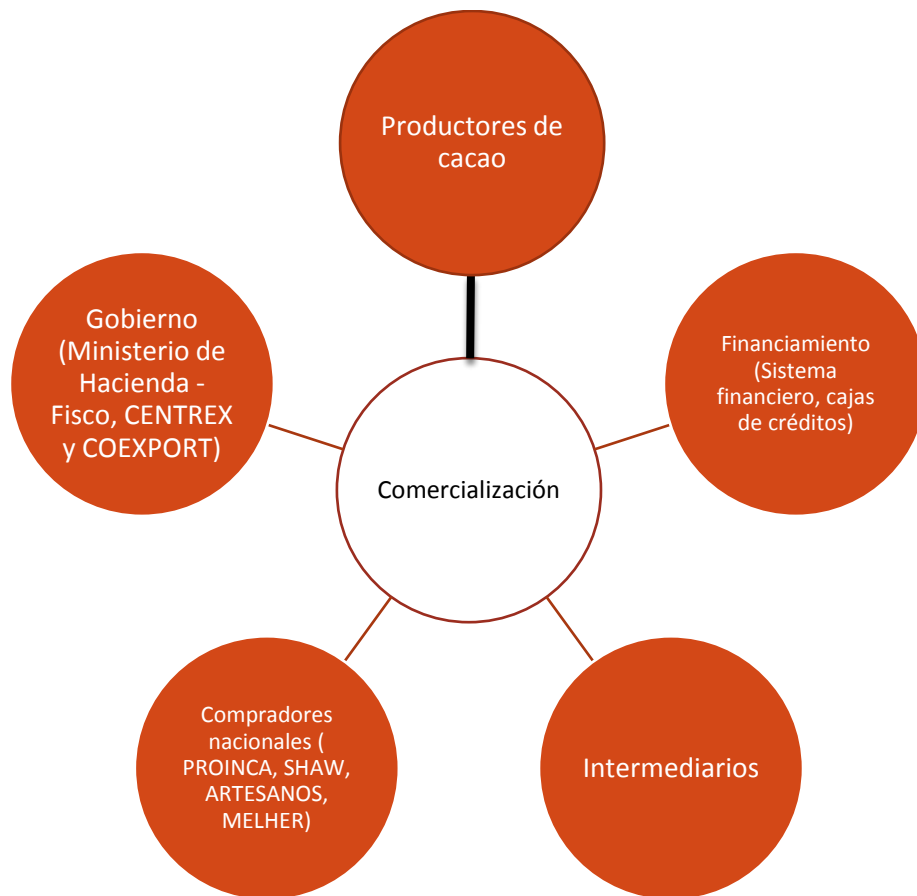 Productores de
cacao
Gobierno
(Ministerio de
Hacienda -
Fisco, CENTREX
y COEXPORT)
Financiamiento
(Sistema
financiero, cajas
de créditos)
Comercialización
Compradores
nacionales (
PROINCA, SHAW,
ARTESANOS,
MELHER)
Intermediarios